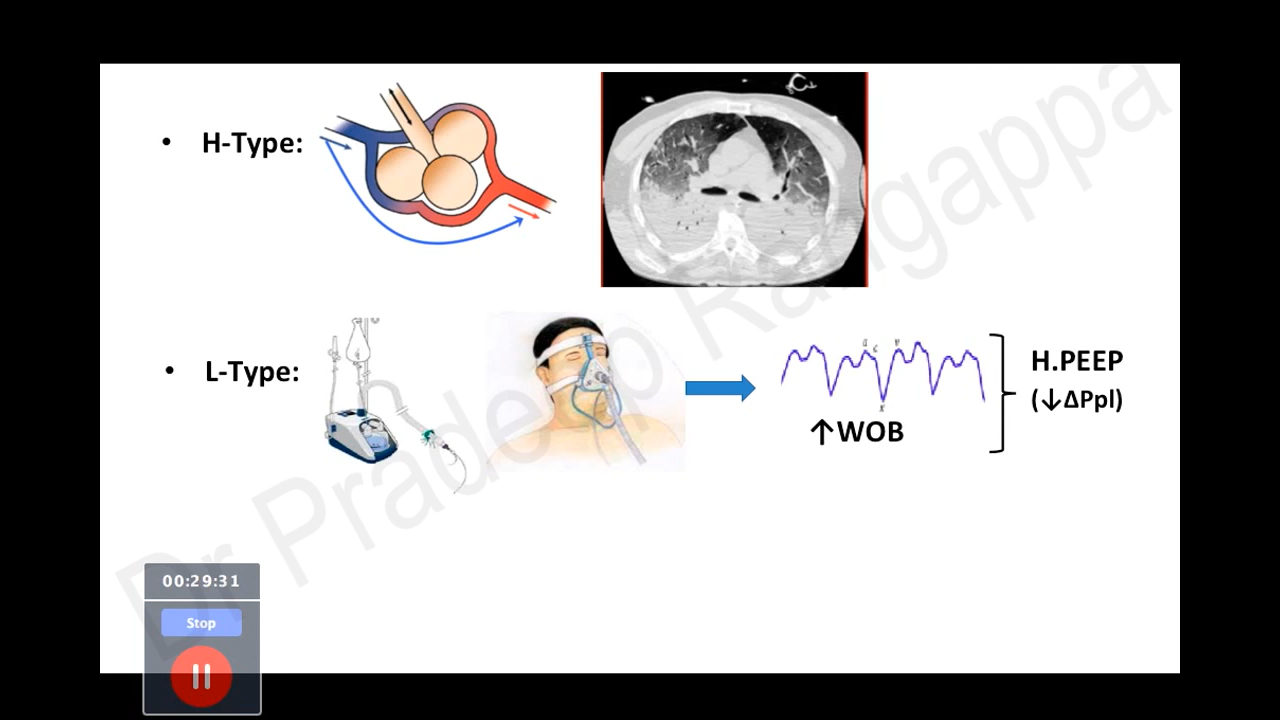 • H-Type:
• L-Type:
a c v
x
↑WOB
H.PEEP
(↓ΔPpl)
Dr Pradeep Rangappa
00:29:31
Stop